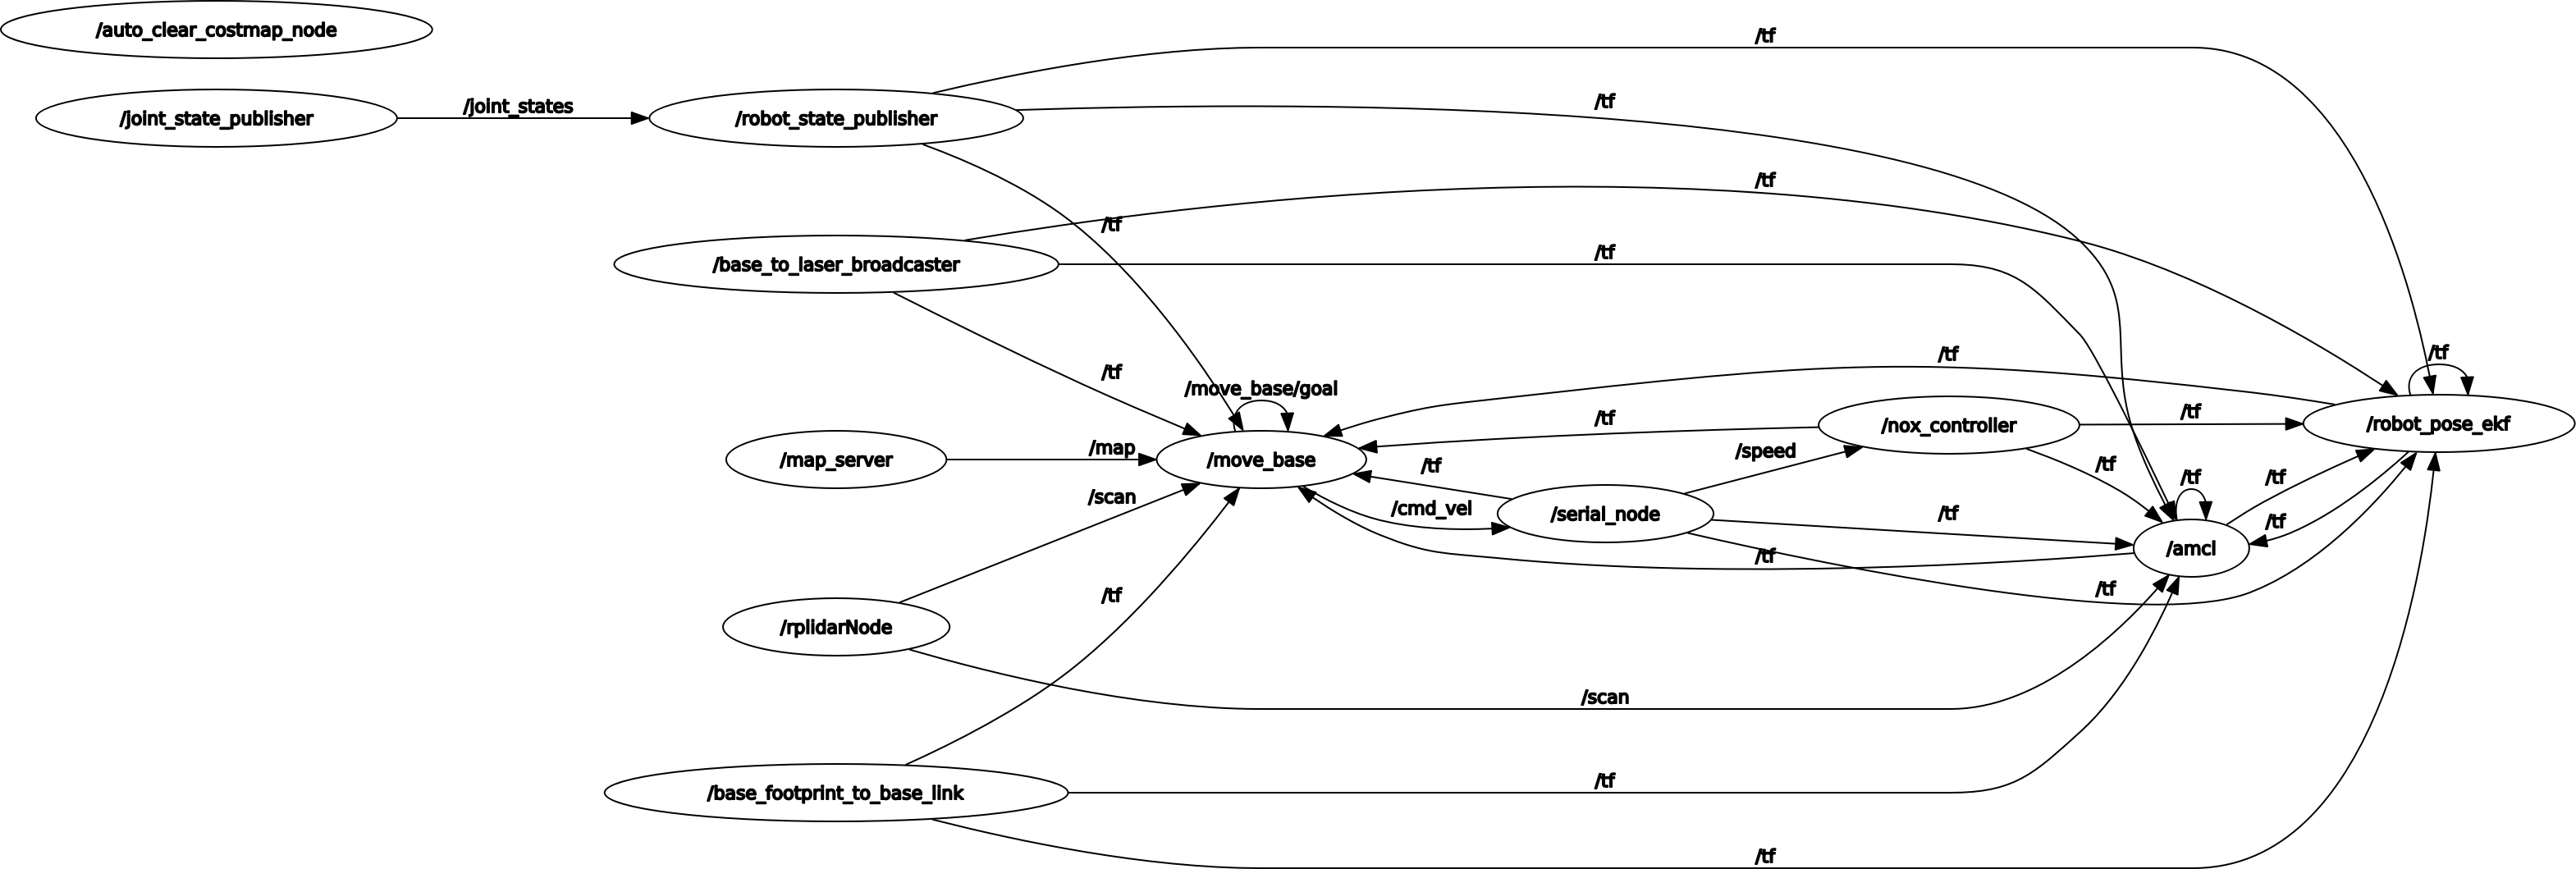 /auto_clear_costmap_node
/tf
/joint_state_publisher
/joint_states
/robot_state_publisher
/tf
/tf
/tf
/base_to_laser_broadcaster
/tf
/tf
/tf
/tf
/move_base/goal
/tf
/tf
/tf
/nox_controller
/robot_pose_ekf
/map_server
/map
/move_base
/tf
/speed
/tf
/tf
/tf
/scan
/cmd_vel
/serial_node
/tf
/tf
/amcl
/tf
/tf
/tf
/rplidarNode
/scan
/base_footprint_to_base_link
/tf
/tf